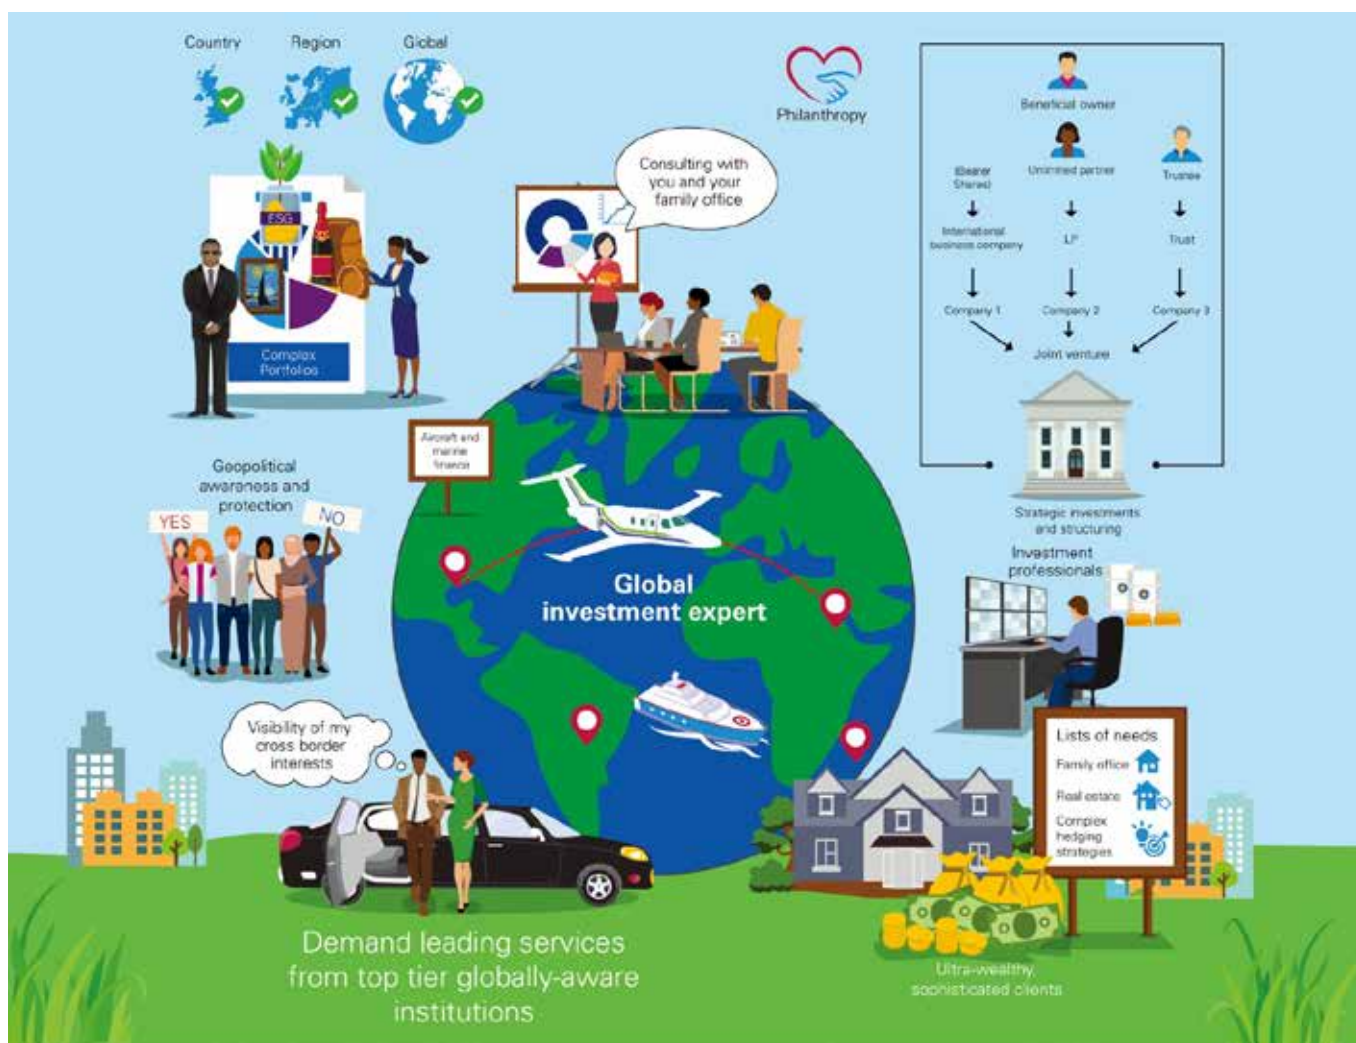 Country
Region
Global
Philanthropy
Consulting with
you and your
family office
ESG
Complex
Portfolios
Beneficial owner
(Bearer
Shares)
Unlimited partner
Trustee
International
business company
LP
Trust
Company 1
Company 2
Company 3
Joint venture
Strategic investments
and structuring
Aircraft and
marine
finance
Geopolitical
awareness and
protection
YES
NO
Global
investment expert
Investment
professionals
Visibility of my
cross border
interests
Lists of needs
Family office
Real estate
Complex
hedging
strategies
Demand leading services
from top tier globally-aware
institutions
Ultra-wealthy,
sophisticated clients